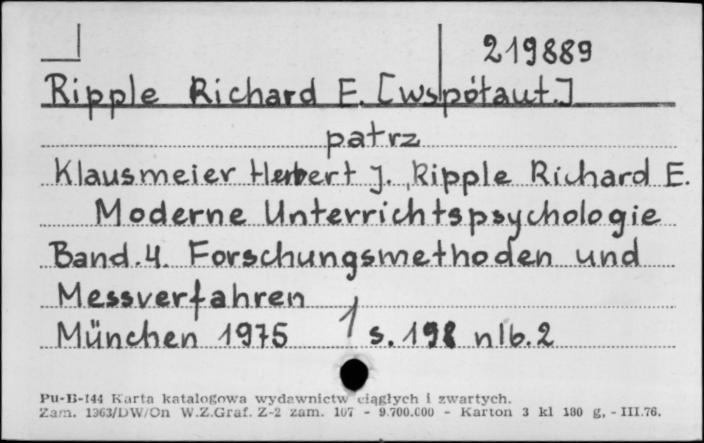 219889
Ripple Richard E. [współaut.]
patrz
Klausmeier Herbert J., Ripple Richard E.
Moderne Unterrichtspsychologie
Band.4. Forschungsmethoden und
Messverfahren
München 1975 s. 198 nlb. 2
Pu-B-144 Karta katalogowa wydawnictw ciągłych i zwartych.
Zam. 1363/DW/On W.Z.Graf. Z-2 zam. 107 - 9.700.000 - Karton 3 kl 180 g, - III.76.